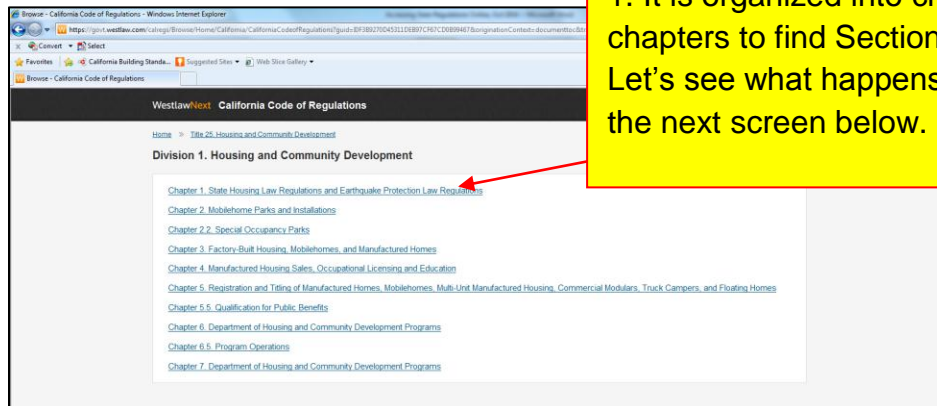 Browse - California Code of Regulations - Windows Internet Explorer
Convert Select
Favorites California Building Standa... Suggested Sites Web Slice Gallery
Browse - California Code of Regulations
WestlawNext California Code of Regulations
Home » Title 25. Housing and Community Development
Division 1. Housing and Community Development
Chapter 1. State Housing Law Regulations and Earthquake Protection Law Regulations
Chapter 2. Mobilehome Parks and Installations
Chapter 2.2. Special Occupancy Parks
Chapter 3. Factory-Built Housing, Mobilehomes, and Manufactured Homes
Chapter 4. Manufactured Housing Sales, Occupational Licensing and Education
Chapter 5. Registration and Titling of Manufactured Homes, Mobilehomes, Multi-Unit Manufactured Housing, Commercial Modulars, Truck Campers, and Floating Homes
Chapter 5.5. Qualification for Public Benefits
Chapter 6. Department of Housing and Community Development Programs
Chapter 6.5. Program Operations
Chapter 7. Department of Housing and Community Development Programs
chapters to find Section
Let's see what happens
the next screen below.